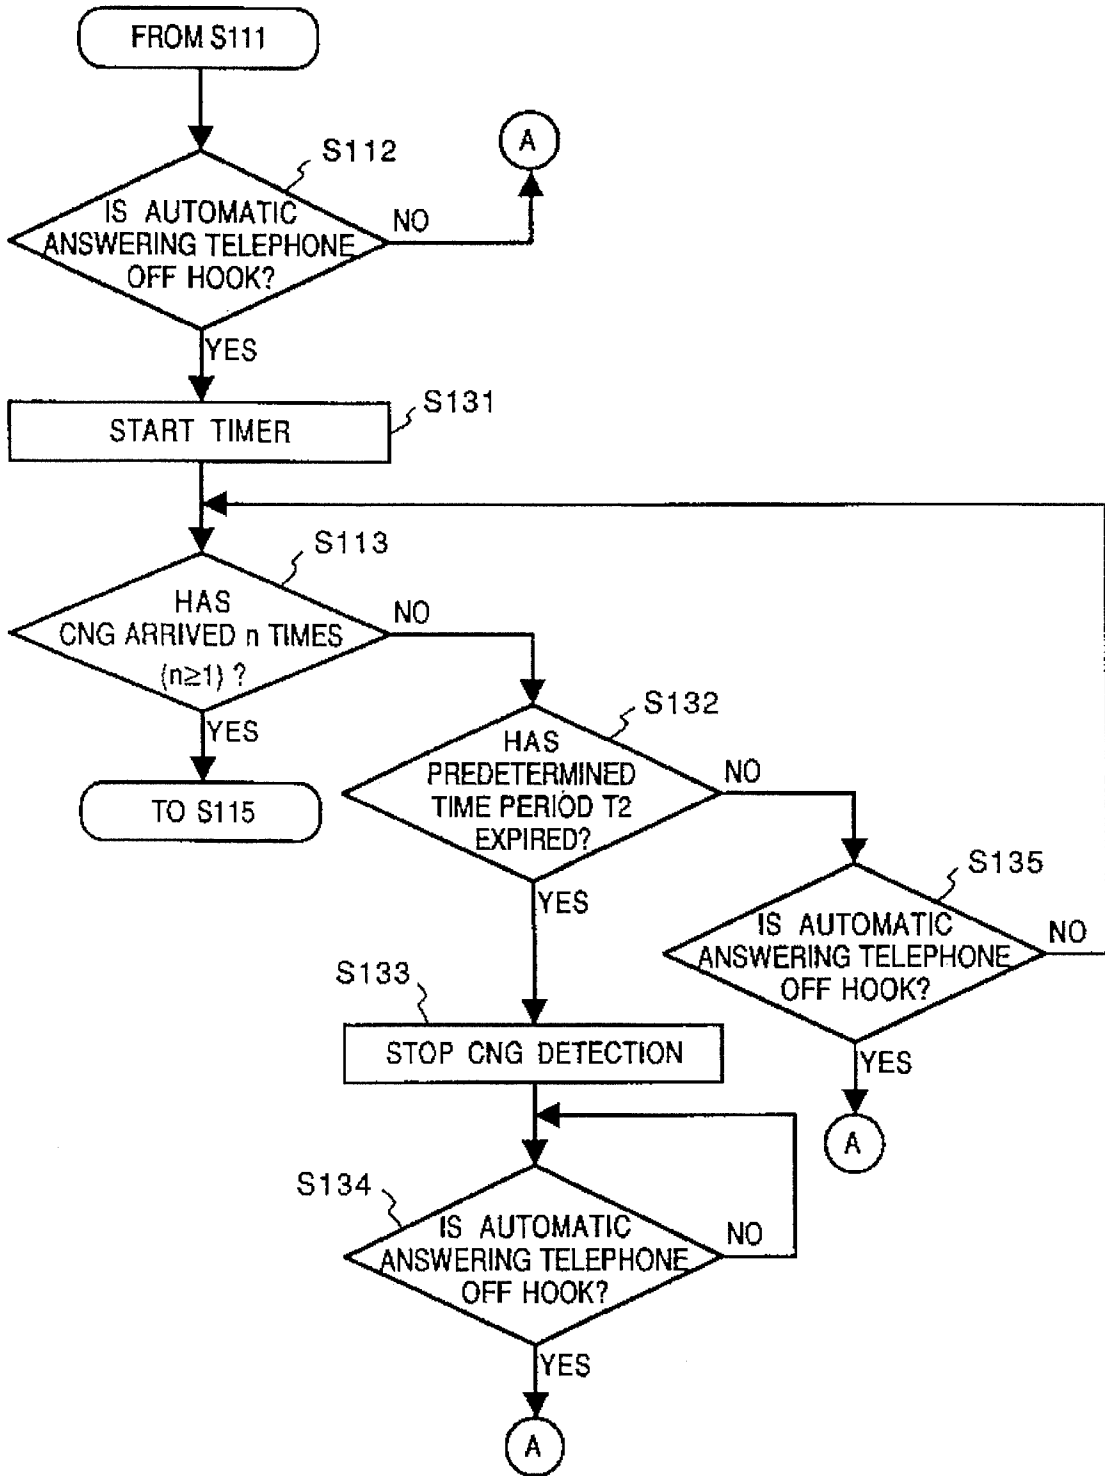 FROM S111
A
S112
IS AUTOMATIC
ANSWERING TELEPHONE
OFF HOOK?
NO
YES
S131
START TIMER
S113
HAS
CNG ARRIVED n TIMES
(n≥1) ?
NO
YES
TO S115
S132
HAS
PREDETERMINED
TIME PERIOD T2
EXPIRED?
NO
YES
S135
IS AUTOMATIC
ANSWERING TELEPHONE
OFF HOOK?
NO
YES
A
S133
STOP CNG DETECTION
S134
IS AUTOMATIC
ANSWERING TELEPHONE
OFF HOOK?
NO
YES
A